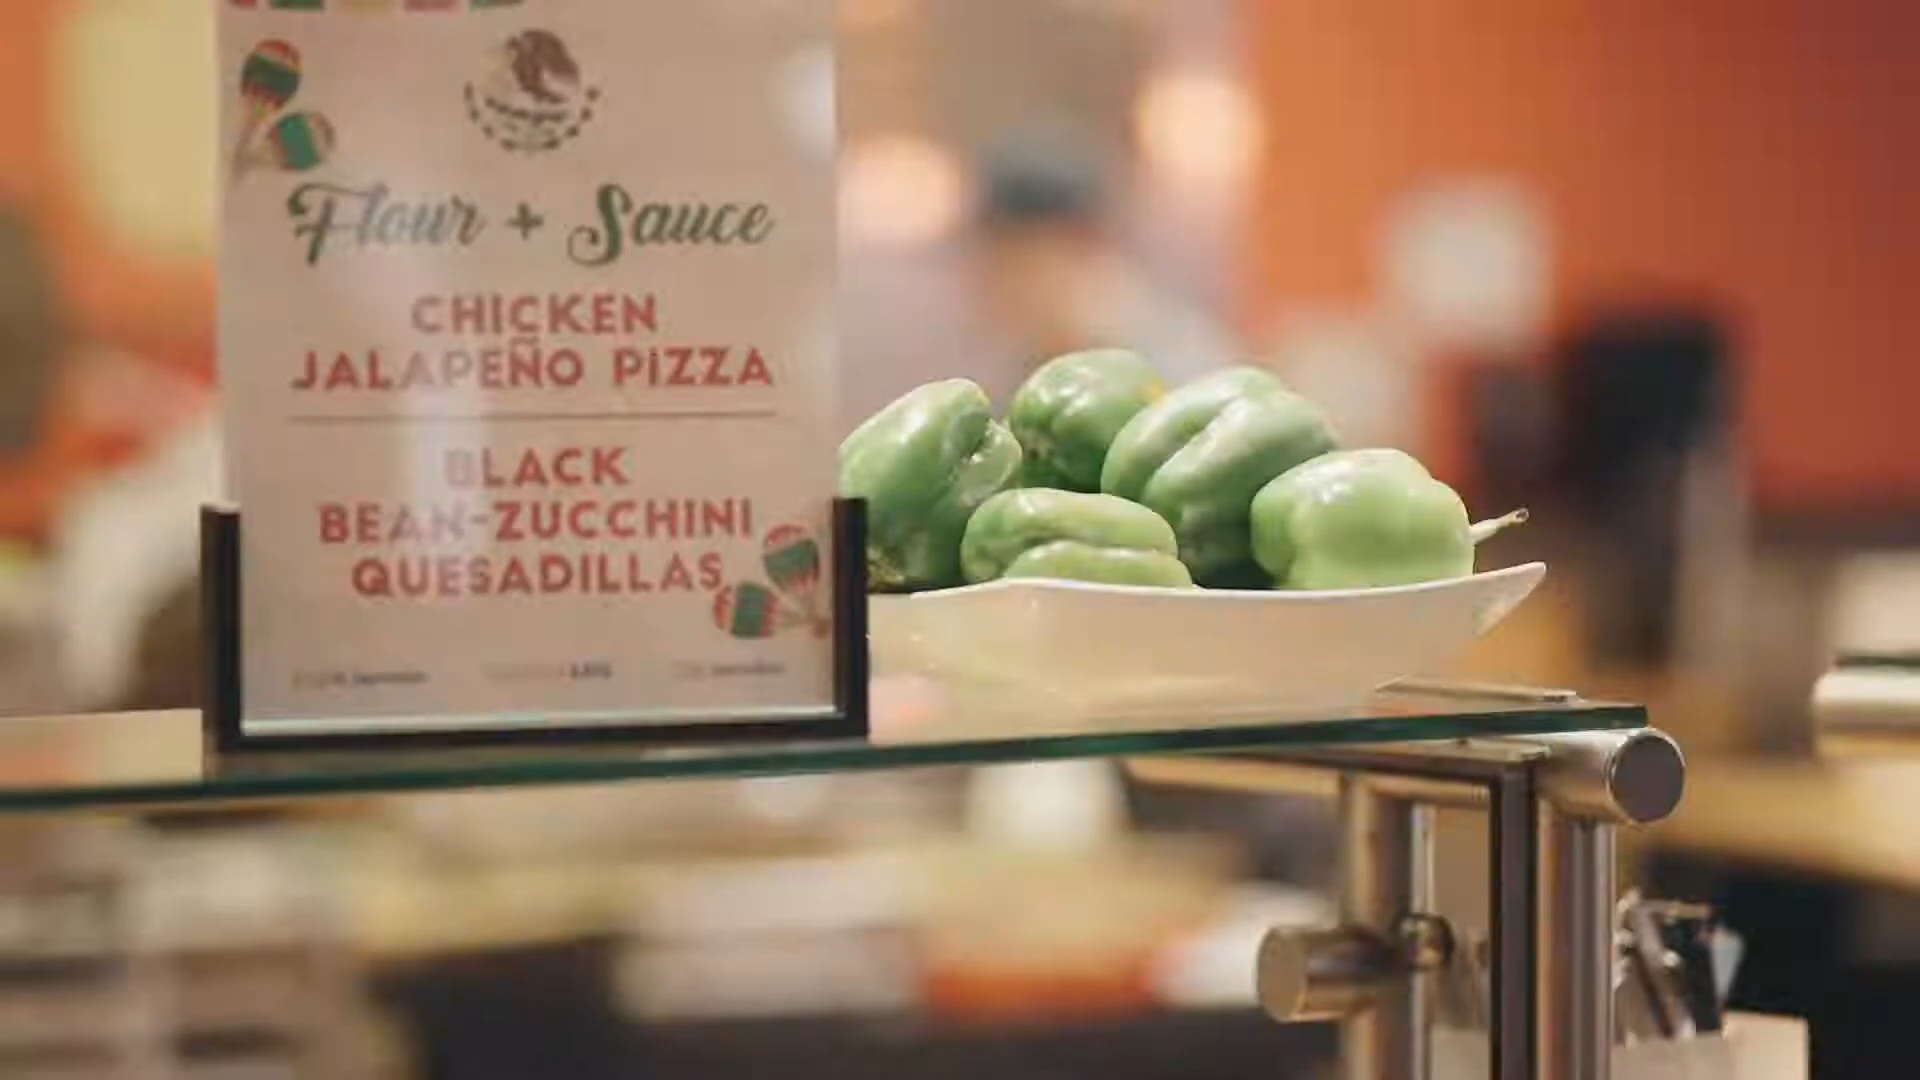 Flour + Sauce
CHICKEN
JALAPEÑO PIZZA
BLACK
BEAN-ZUCCHINI
QUESADILLAS